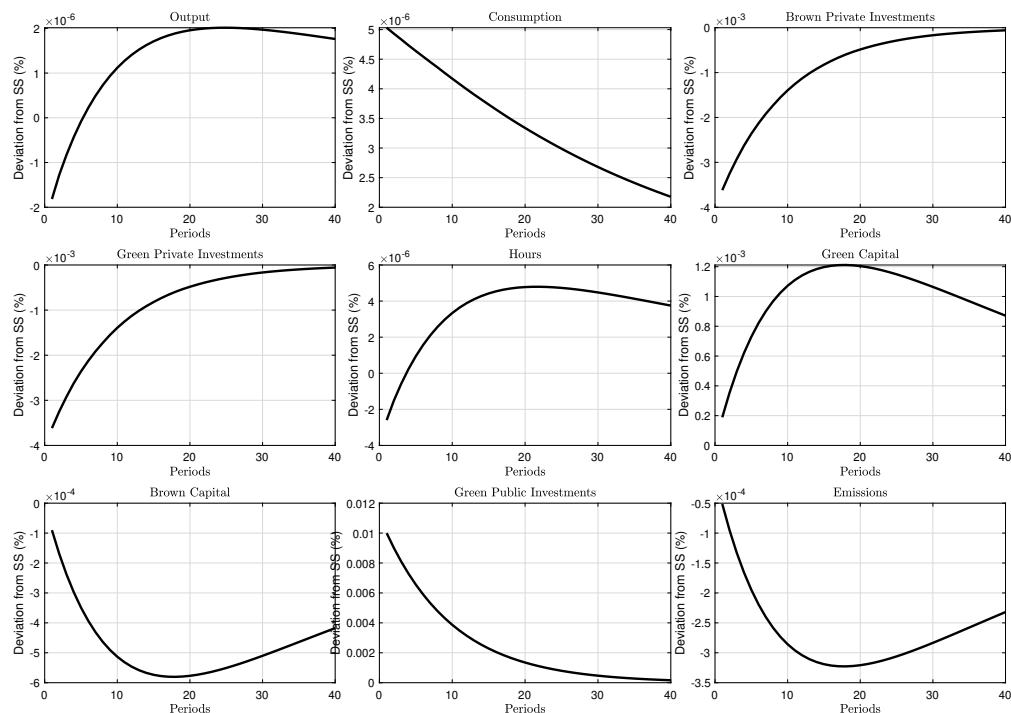 Output
×10⁻⁶
Deviation from SS (%)
2
1
0
-1
-2
0 10 20 30 40
Periods
Consumption
×10⁻⁶
Deviation from SS (%)
5
4.5
4
3.5
3
2.5
2
0 10 20 30 40
Periods
Brown Private Investments
×10⁻³
Deviation from SS (%)
0
-1
-2
-3
-4
0 10 20 30 40
Periods
Green Private Investments
×10⁻³
Deviation from SS (%)
0
-1
-2
-3
-4
0 10 20 30 40
Periods
Hours
×10⁻⁶
Deviation from SS (%)
6
4
2
0
-2
-4
0 10 20 30 40
Periods
Green Capital
×10⁻³
Deviation from SS (%)
1.2
1
0.8
0.6
0.4
0.2
0
0 10 20 30 40
Periods
Brown Capital
×10⁻⁴
Deviation from SS (%)
0
-1
-2
-3
-4
-5
-6
0 10 20 30 40
Periods
Green Public Investments
Deviation from SS (%)
0.012
0.01
0.008
0.006
0.004
0.002
0
0 10 20 30 40
Periods
Emissions
×10⁻⁴
Deviation from SS (%)
-0.5
-1
-1.5
-2
-2.5
-3
-3.5
0 10 20 30 40
Periods